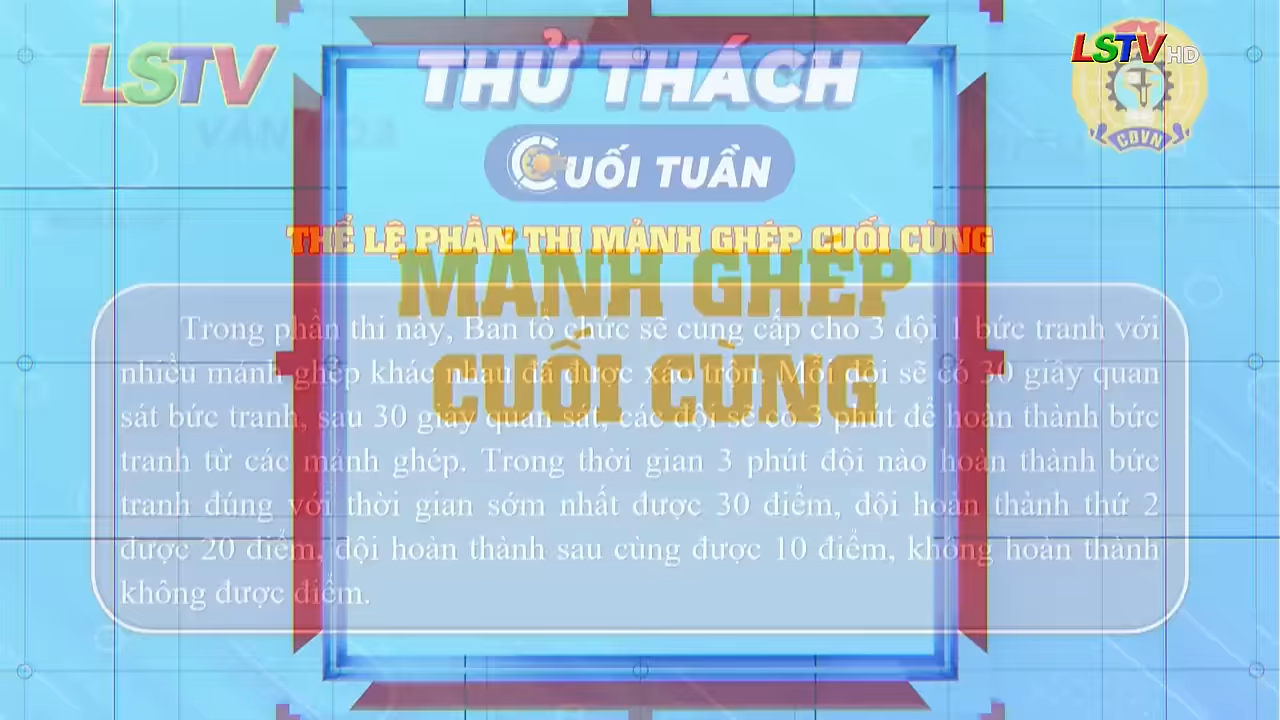 LSTV
LSTV HD
CĐVN
THỬ THÁCH
CUỐI TUẦN
THỂ LỆ PHẦN THI MẢNH GHÉP CUỐI CÙNG
MẢNH GHÉP
CUỐI CÙNG
Trong phần thi này, Ban tổ chức sẽ cung cấp cho 3 đội 1 bức tranh với
nhiều mảnh ghép khác nhau đã được xáo trộn. Mỗi đội sẽ có 30 giây quan
sát bức tranh, sau 30 giây quan sát, các đội sẽ có 3 phút để hoàn thành bức
tranh từ các mảnh ghép. Trong thời gian 3 phút đội nào hoàn thành bức
tranh đúng với thời gian sớm nhất được 30 điểm, đội hoàn thành thứ 2
được 20 điểm, đội hoàn thành sau cùng được 10 điểm, không hoàn thành
không được điểm.